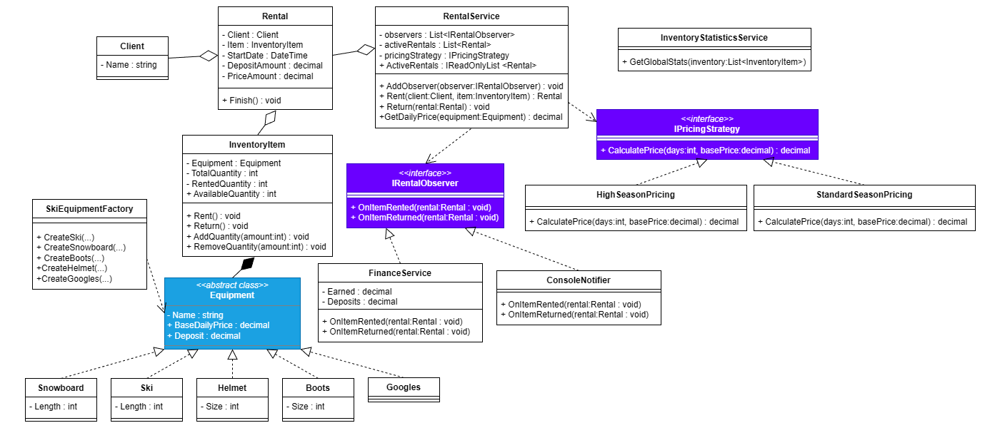 Client
- Name : string
Rental
- Client : Client
- Item : InventoryItem
- StartDate : DateTime
- DepositAmount : decimal
- PriceAmount : decimal
+ Finish() : void
RentalService
- observers : List<IRentalObserver>
- activeRentals : List<Rental>
- pricingStrategy : IPricingStrategy
+ ActiveRentals : IReadOnlyList <Rental>
+ AddObserver(observer:IRentalObserver) : void
+ Rent(client:Client, item:InventoryItem) : Rental
+ Return(rental:Rental) : void
+GetDailyPrice(equipment:Equipment) : decimal
InventoryStatisticsService
+ GetGlobalStats(inventory:List<InventoryItem>)
<<interface>>
IPricingStrategy
+ CalculatePrice(days:int, basePrice:decimal) : decimal
InventoryItem
- Equipment : Equipment
- TotalQuantity : int
- RentedQuantity : int
+ AvailableQuantity : int
+ Rent() : void
+ Return() : void
+ AddQuantity(amount:int) : void
+ RemoveQuantity(amount:int) : void
<<interface>>
IRentalObserver
+ OnItemRented(rental:Rental : void)
+ OnItemReturned(rental:Rental : void)
HighSeasonPricing
+ CalculatePrice(days:int, basePrice:decimal) : decimal
StandardSeasonPricing
+ CalculatePrice(days:int, basePrice:decimal) : decimal
SkiEquipmentFactory
+ CreateSki(...)
+ CreateSnowboard(...)
+ CreateBoots(...)
+CreateHelmet(...)
+CreateGoogles(...)
<<abstract class>>
Equipment
- Name : string
+ BaseDailyPrice : decimal
+ Deposit : decimal
FinanceService
- Earned : decimal
- Deposits : decimal
+ OnItemRented(rental:Rental : void)
+ OnItemReturned(rental:Rental : void)
ConsoleNotifier
+ OnItemRented(rental:Rental : void)
+ OnItemReturned(rental:Rental : void)
Snowboard
- Length : int
Ski
- Length : int
Helmet
- Size : int
Boots
- Size : int
Googles